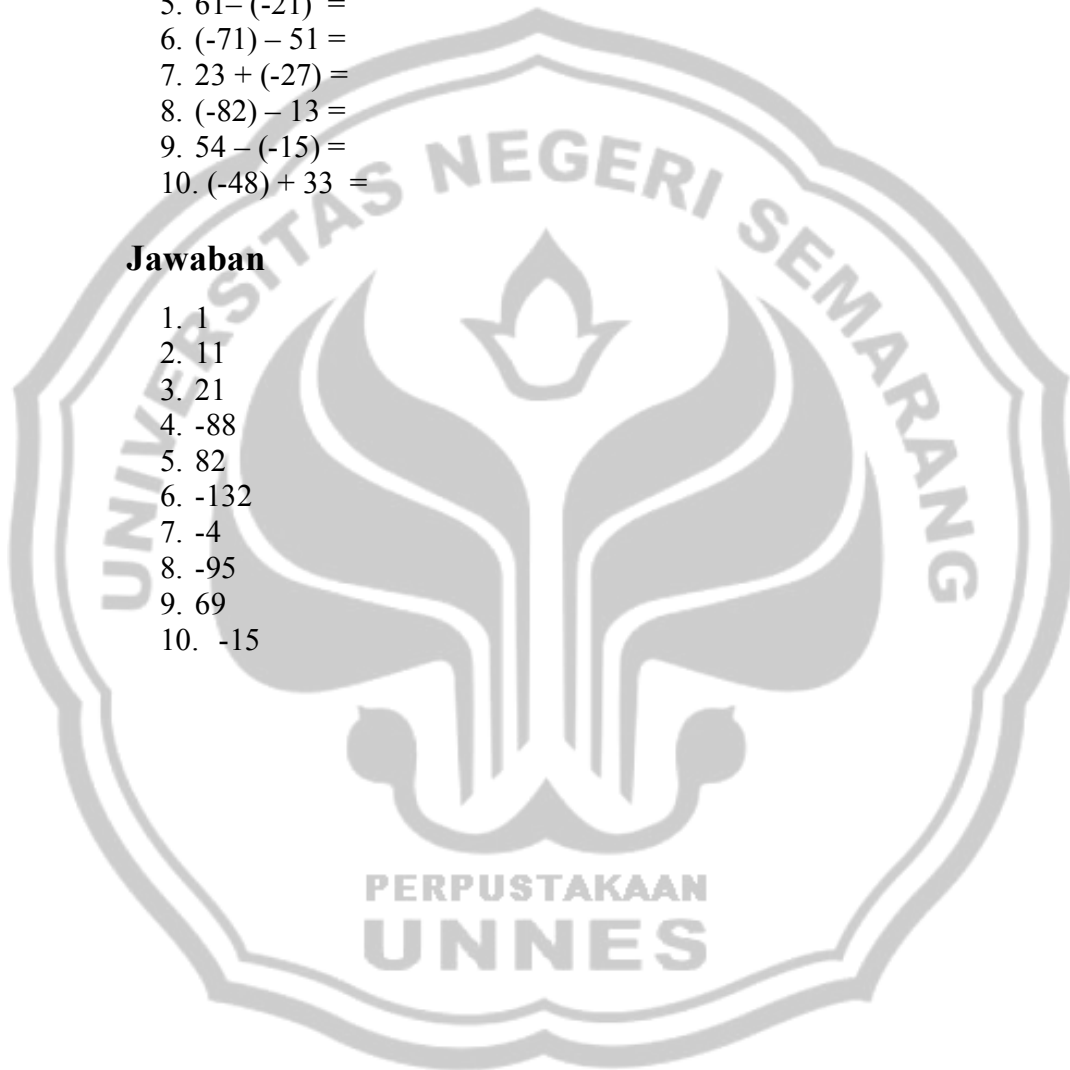 5. 61– (-21) =
6. (-71) – 51 =
7. 23 + (-27) =
8. (-82) – 13 =
9. 54 – (-15) =
10. (-48) + 33 =
Jawaban
1. 1
2. 11
3. 21
4. -88
5. 82
6. -132
7. -4
8. -95
9. 69
10. -15
UNIVERSITAS NEGERI SEMARANG
PERPUSTAKAAN
UNNES